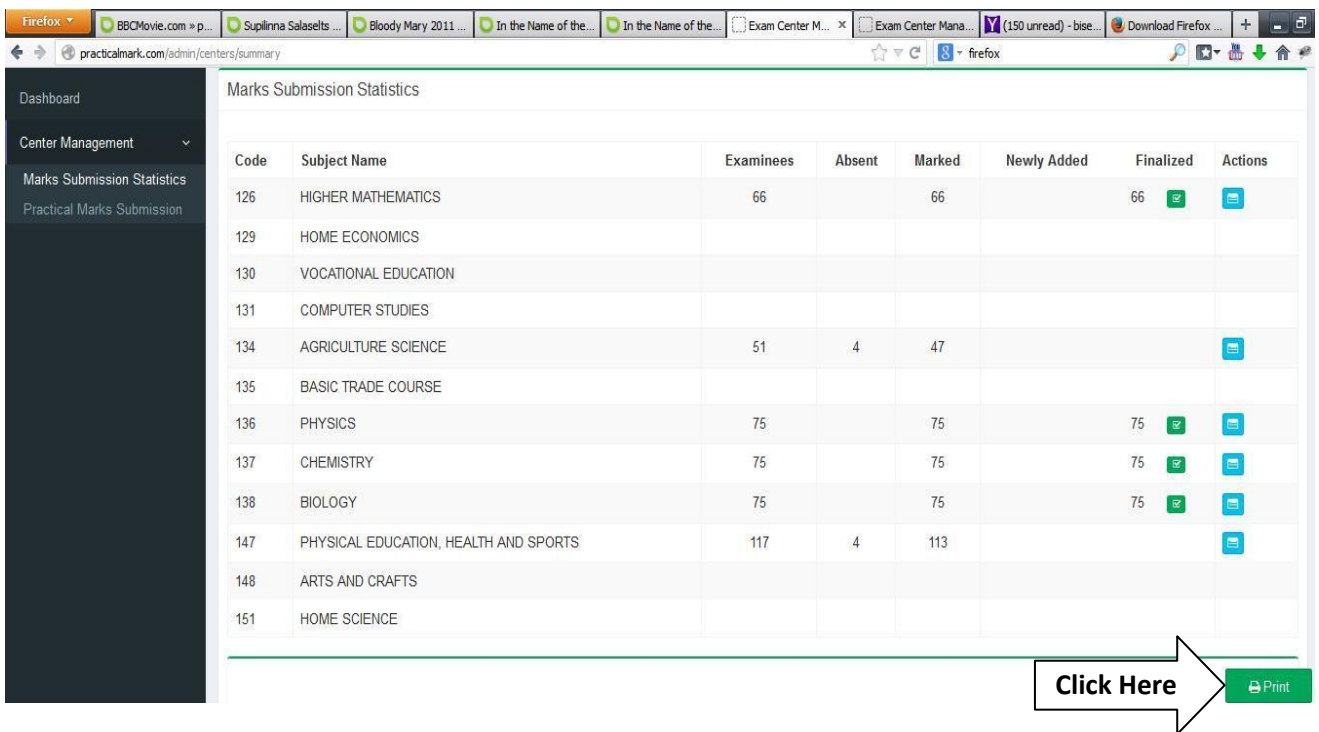 Firefox
BBCMovie.com » p...
Supilinna Salaselts ...
Bloody Mary 2011 ...
In the Name of the...
In the Name of the...
Exam Center M... ×
Exam Center Mana...
(150 unread) - bise...
Download Firefox ...
+
practicalmark.com/admin/centers/summary
8 firefox
Dashboard
Center Management
Marks Submission Statistics
Practical Marks Submission
Marks Submission Statistics
Code Subject Name Examinees Absent Marked Newly Added Finalized Actions
126 HIGHER MATHEMATICS 66 66 66
129 HOME ECONOMICS
130 VOCATIONAL EDUCATION
131 COMPUTER STUDIES
134 AGRICULTURE SCIENCE 51 4 47
135 BASIC TRADE COURSE
136 PHYSICS 75 75 75
137 CHEMISTRY 75 75 75
138 BIOLOGY 75 75 75
147 PHYSICAL EDUCATION, HEALTH AND SPORTS 117 4 113
148 ARTS AND CRAFTS
151 HOME SCIENCE
Click Here
Print